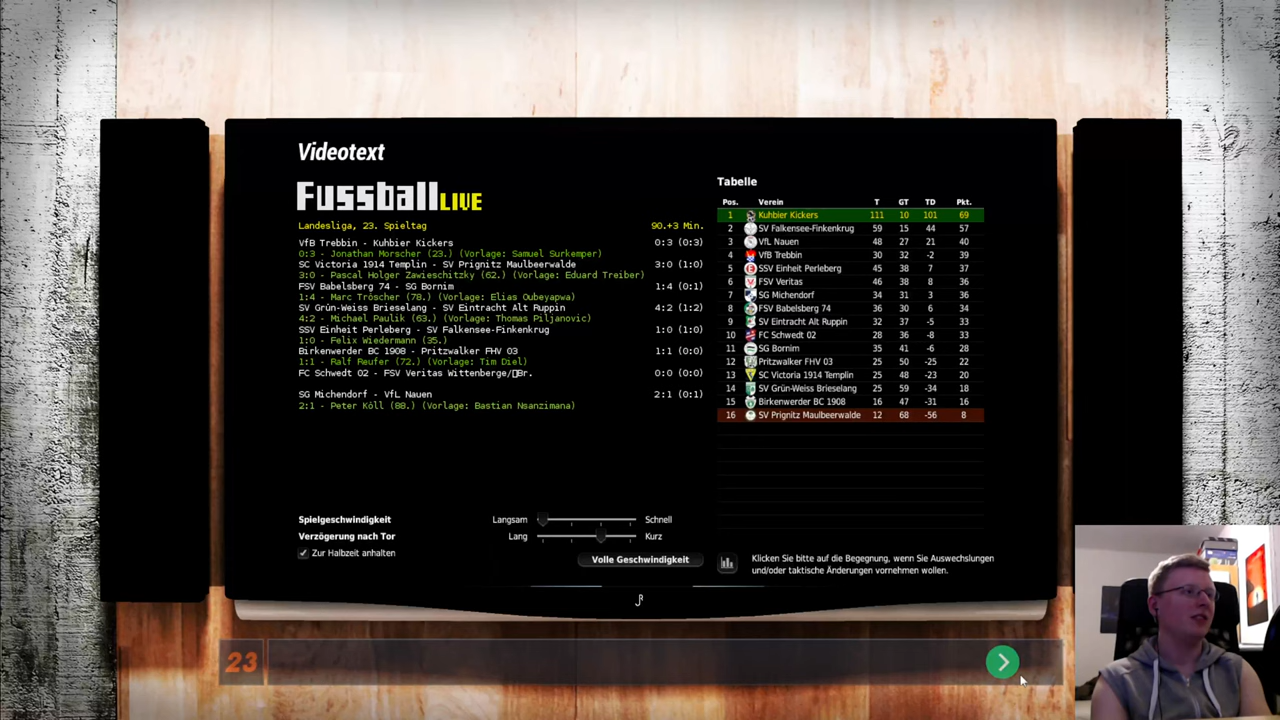 Videotext
Fussball LIVE
Landesliga, 23. Spieltag 90.+3 Min.
VfB Trebbin - Kuhbier Kickers 0:3 (0:3)
0:3 - Jonathan Morscher (23.) (Vorlage: Samuel Surkemper)
SC Victoria 1914 Templin - SV Prignitz Maulbeerwalde 3:0 (1:0)
3:0 - Pascal Holger Zawieschitzky (62.) (Vorlage: Eduard Treiber)
FSV Babelsberg 74 - SG Bornim 1:4 (0:1)
1:4 - Marc Tröscher (78.) (Vorlage: Elias Oubeyapwa)
SV Grün-Weiss Brieselang - SV Eintracht Alt Ruppin 4:2 (1:2)
4:2 - Michael Paulik (63.) (Vorlage: Thomas Piljanovic)
SSV Einheit Perleberg - SV Falkensee-Finkenkrug 1:0 (1:0)
1:0 - Felix Wiedermann (35.)
Birkenwerder BC 1908 - Pritzwalker FHV 03 1:1 (0:0)
1:1 - Ralf Reufer (72.) (Vorlage: Tim Diel)
FC Schwedt 02 - FSV Veritas Wittenberge/▯Br. 0:0 (0:0)
SG Michendorf - VfL Nauen 2:1 (0:1)
2:1 - Peter Köll (88.) (Vorlage: Bastian Nsanzimana)
Spielgeschwindigkeit Langsam Schnell
Verzögerung nach Tor Lang Kurz
Zur Halbzeit anhalten
Volle Geschwindigkeit
Tabelle
Pos. Verein T GT TD Pkt.
1 Kuhbier Kickers 111 10 101 69
2 SV Falkensee-Finkenkrug 59 15 44 57
3 VfL Nauen 48 27 21 40
4 VfB Trebbin 30 32 -2 39
5 SSV Einheit Perleberg 45 38 7 37
6 FSV Veritas 46 38 8 36
7 SG Michendorf 34 31 3 36
8 FSV Babelsberg 74 36 30 6 34
9 SV Eintracht Alt Ruppin 32 37 -5 33
10 FC Schwedt 02 28 36 -8 33
11 SG Bornim 35 41 -6 28
12 Pritzwalker FHV 03 25 50 -25 22
13 SC Victoria 1914 Templin 25 48 -23 20
14 SV Grün-Weiss Brieselang 25 59 -34 18
15 Birkenwerder BC 1908 16 47 -31 16
16 SV Prignitz Maulbeerwalde 12 68 -56 8
Klicken Sie bitte auf die Begegnung, wenn Sie Auswechslungen
und/oder taktische Änderungen vornehmen wollen.
23